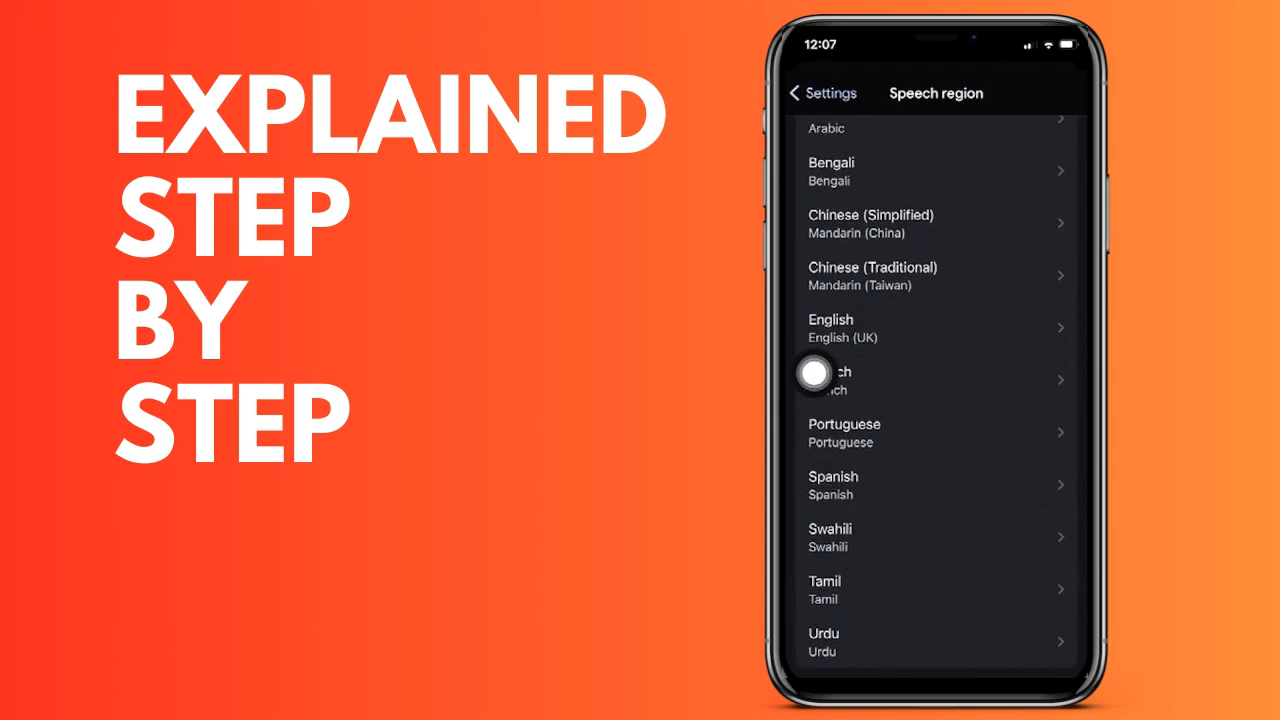 EXPLAINED
STEP
BY
STEP
12:07
Settings
Speech region
Arabic
Bengali
Bengali
Chinese (Simplified)
Mandarin (China)
Chinese (Traditional)
Mandarin (Taiwan)
English
English (UK)
Portuguese
Portuguese
Spanish
Spanish
Swahili
Swahili
Tamil
Tamil
Urdu
Urdu